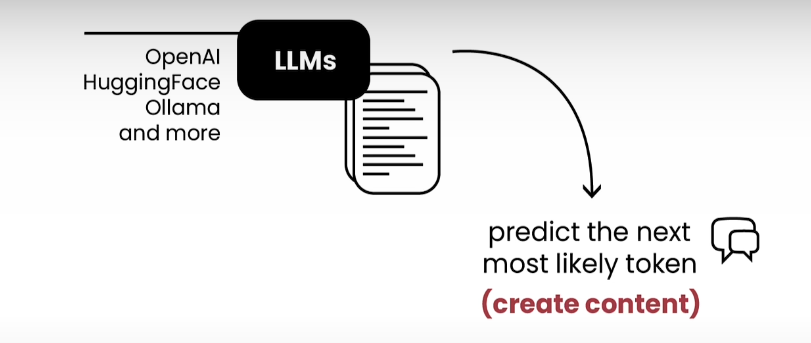 LLMs
OpenAI
HuggingFace
Ollama
and more
predict the next
most likely token
(create content)